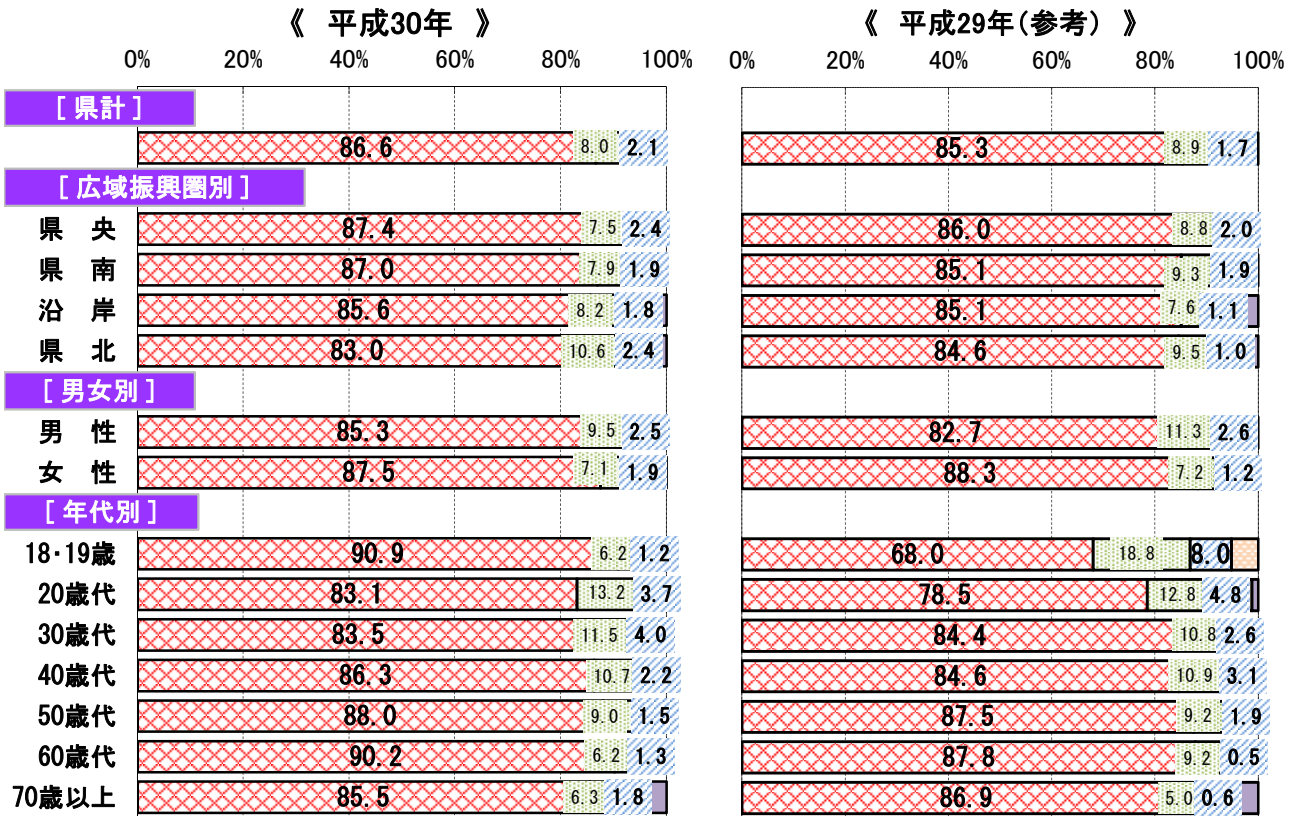 《 平成30年 》
《 平成29年(参考) 》
0% 20% 40% 60% 80% 100%
0% 20% 40% 60% 80% 100%
[ 県計 ]
86.6 8.0 2.1
85.3 8.9 1.7
[ 広域振興圏別 ]
県 央 87.4 7.5 2.4
86.0 8.8 2.0
県 南 87.0 7.9 1.9
85.1 9.3 1.9
沿 岸 85.6 8.2 1.8
85.1 7.6 1.1
県 北 83.0 10.6 2.4
84.6 9.5 1.0
[ 男女別 ]
男 性 85.3 9.5 2.5
82.7 11.3 2.6
女 性 87.5 7.1 1.9
88.3 7.2 1.2
[ 年代別 ]
18・19歳 90.9 6.2 1.2
68.0 18.8 8.0
20歳代 83.1 13.2 3.7
78.5 12.8 4.8
30歳代 83.5 11.5 4.0
84.4 10.8 2.6
40歳代 86.3 10.7 2.2
84.6 10.9 3.1
50歳代 88.0 9.0 1.5
87.5 9.2 1.9
60歳代 90.2 6.2 1.3
87.8 9.2 0.5
70歳以上 85.5 6.3 1.8
86.9 5.0 0.6